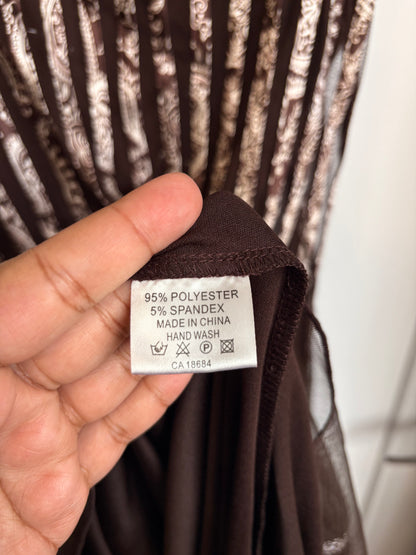 95% POLYESTER
5% SPANDEX
MADE IN CHINA
HAND WASH
CA 18684